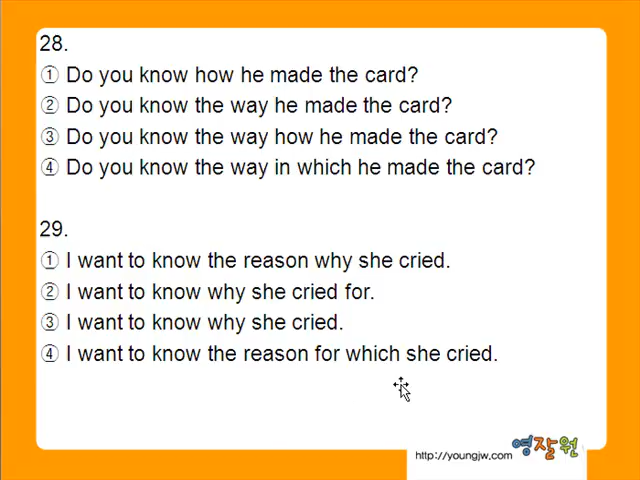 28.
① Do you know how he made the card?
② Do you know the way he made the card?
③ Do you know the way how he made the card?
④ Do you know the way in which he made the card?
29.
① I want to know the reason why she cried.
② I want to know why she cried for.
③ I want to know why she cried.
④ I want to know the reason for which she cried.
http://youngjw.com 영잘원